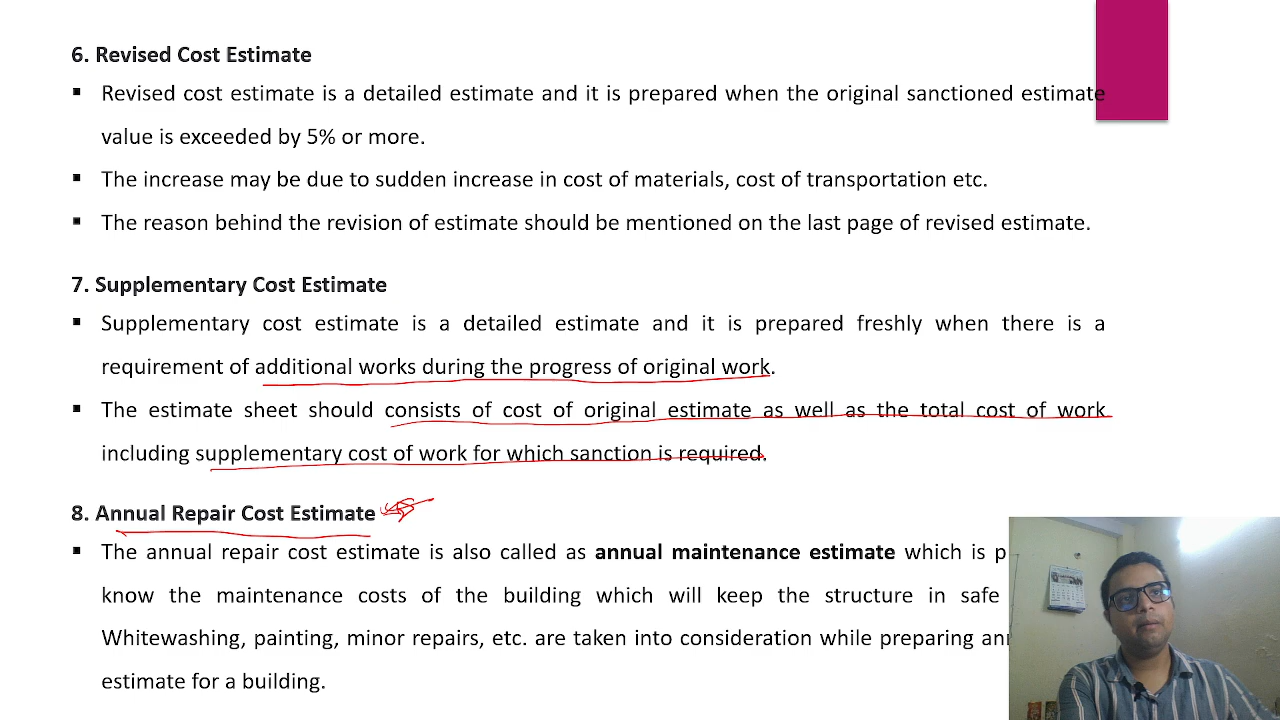 6. Revised Cost Estimate
▪ Revised cost estimate is a detailed estimate and it is prepared when the original sanctioned estimate
value is exceeded by 5% or more.
▪ The increase may be due to sudden increase in cost of materials, cost of transportation etc.
▪ The reason behind the revision of estimate should be mentioned on the last page of revised estimate.
7. Supplementary Cost Estimate
▪ Supplementary cost estimate is a detailed estimate and it is prepared freshly when there is a
requirement of additional works during the progress of original work.
▪ The estimate sheet should consists of cost of original estimate as well as the total cost of work
including supplementary cost of work for which sanction is required.
8. Annual Repair Cost Estimate
▪ The annual repair cost estimate is also called as annual maintenance estimate which is
know the maintenance costs of the building which will keep the structure in safe
Whitewashing, painting, minor repairs, etc. are taken into consideration while preparing
estimate for a building.